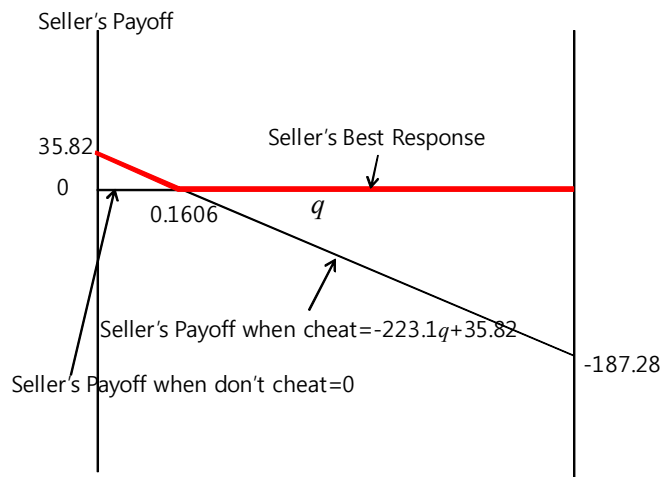 Seller's Payoff
Seller's Best Response
35.82
0
0.1606
q
Seller's Payoff when cheat=-223.1q+35.82
-187.28
Seller's Payoff when don't cheat=0